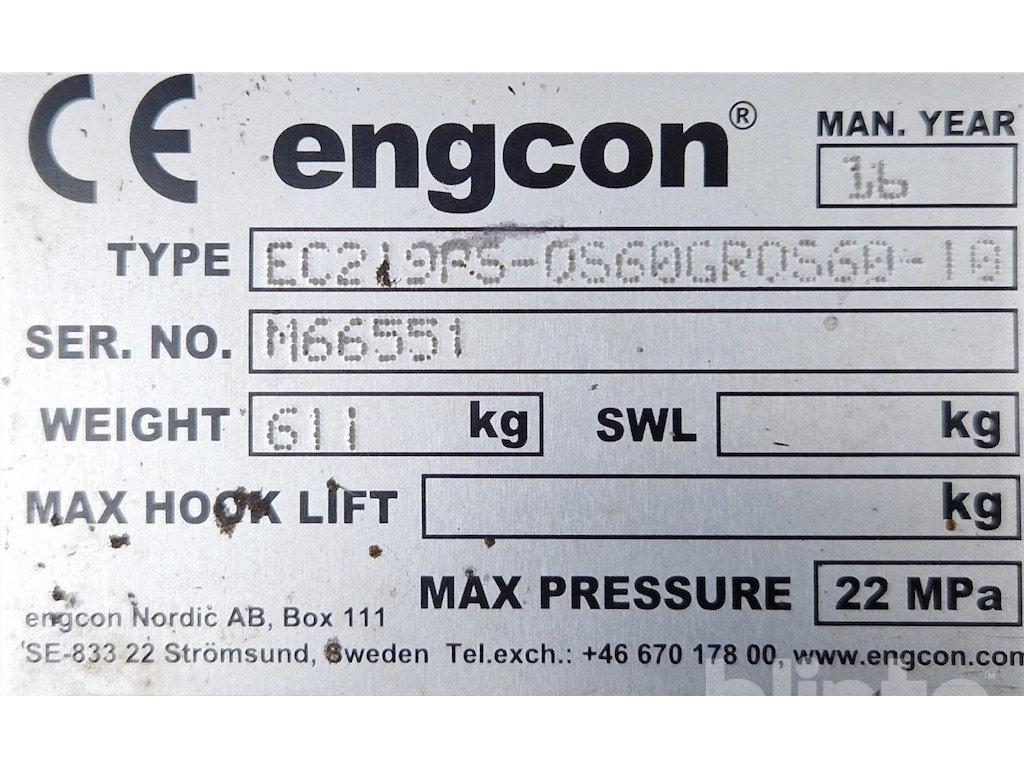 CE engcon® MAN. YEAR
16
TYPE EC219PS-QS60GRQS60-10
SER. NO. M66551
WEIGHT 611 kg SWL kg
MAX HOOK LIFT kg
MAX PRESSURE 22 MPa
engcon Nordic AB, Box 111
SE-833 22 Strömsund, Sweden Tel.exch.: +46 670 178 00, www.engcon.com
blinto™